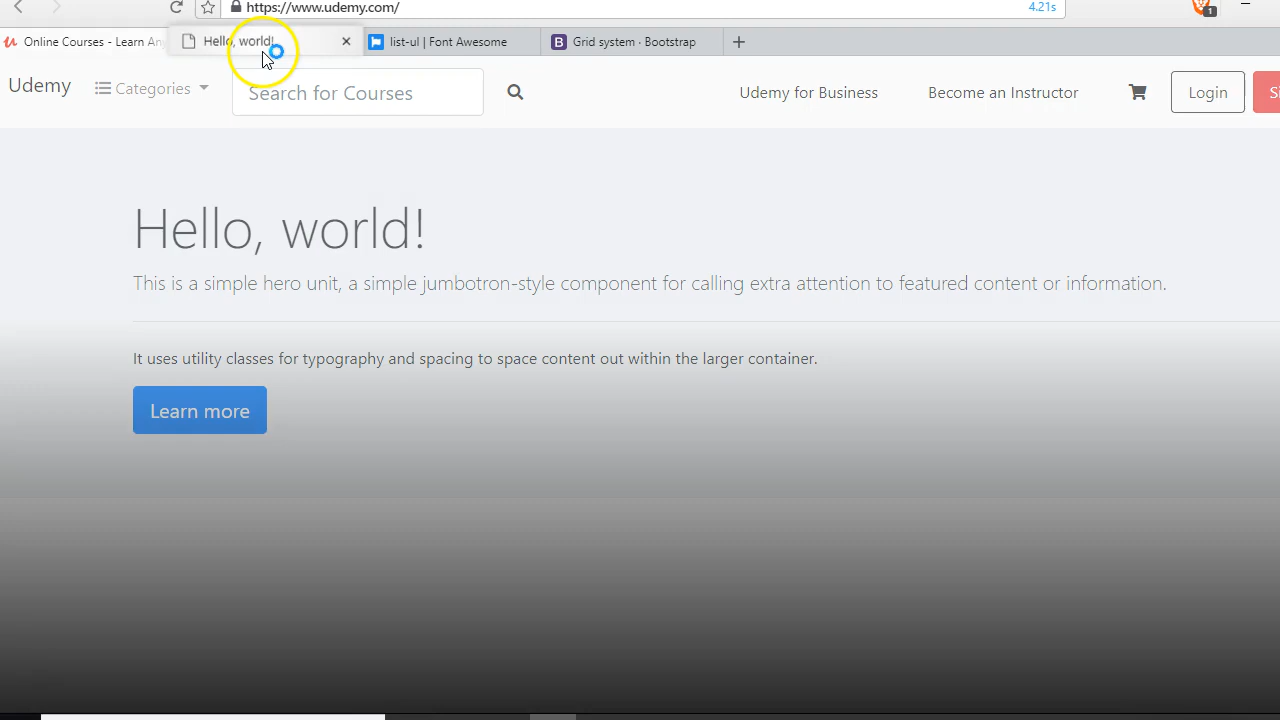 https://www.udemy.com/
4.21s
1
Online Courses - Learn Any
Hello, world!
list-ul | Font Awesome
Grid system · Bootstrap
Udemy
Categories
Search for Courses
Udemy for Business
Become an Instructor
Login
Si
Hello, world!
This is a simple hero unit, a simple jumbotron-style component for calling extra attention to featured content or information.
It uses utility classes for typography and spacing to space content out within the larger container.
Learn more